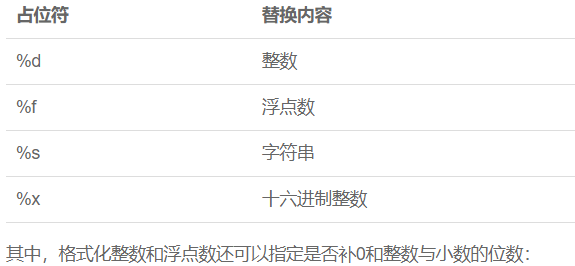 占位符 替换内容
%d 整数
%f 浮点数
%s 字符串
%x 十六进制整数
其中，格式化整数和浮点数还可以指定是否补0和整数与小数的位数：